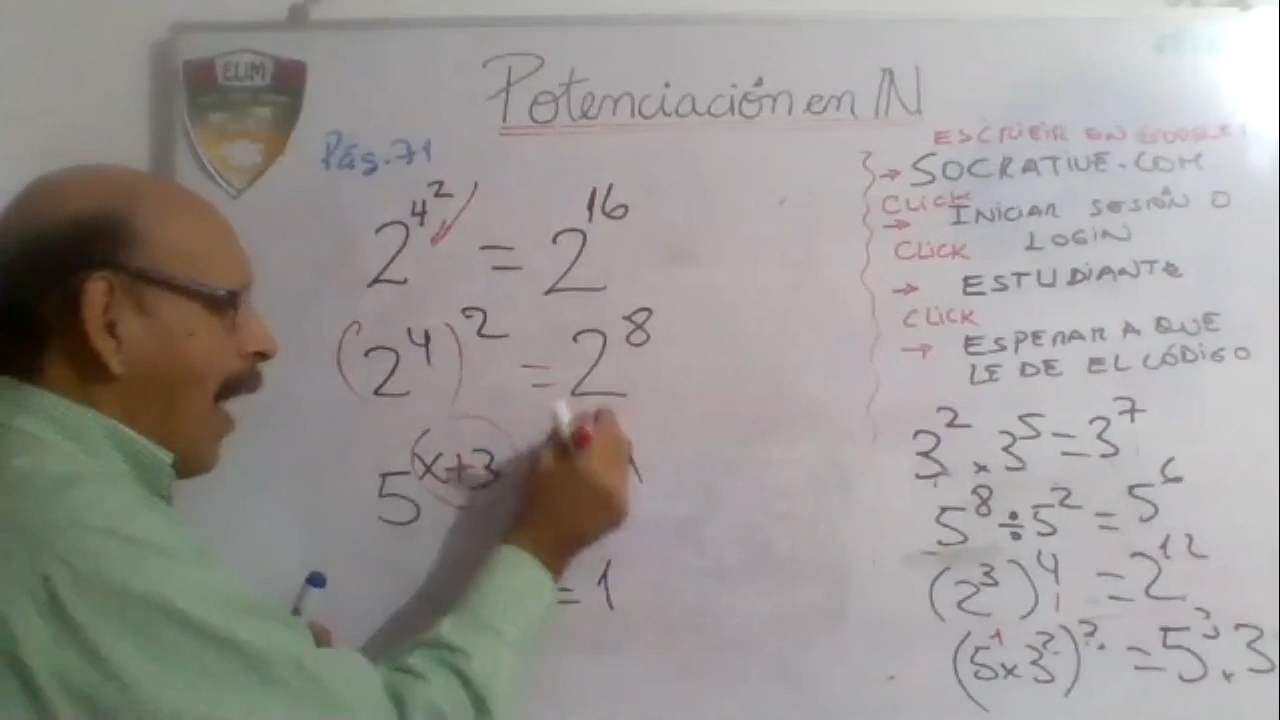 ELIM
Potenciación en ℕ
Pág. 71
2^4^2 = 2^16
(2^4)^2 = 2^8
5^(x+3
= 1
ESCRIBIR EN GOOGLE:
→ SOCRATIVE.COM
CLICK
→ INICIAR SESIÓN O
LOGIN
CLICK
→ ESTUDIANTE
CLICK
→ ESPERAR A QUE
LE DE EL CÓDIGO
3^2 × 3^5 = 3^7
5^8 ÷ 5^2 = 5^6
(2^3)^4 = 2^12